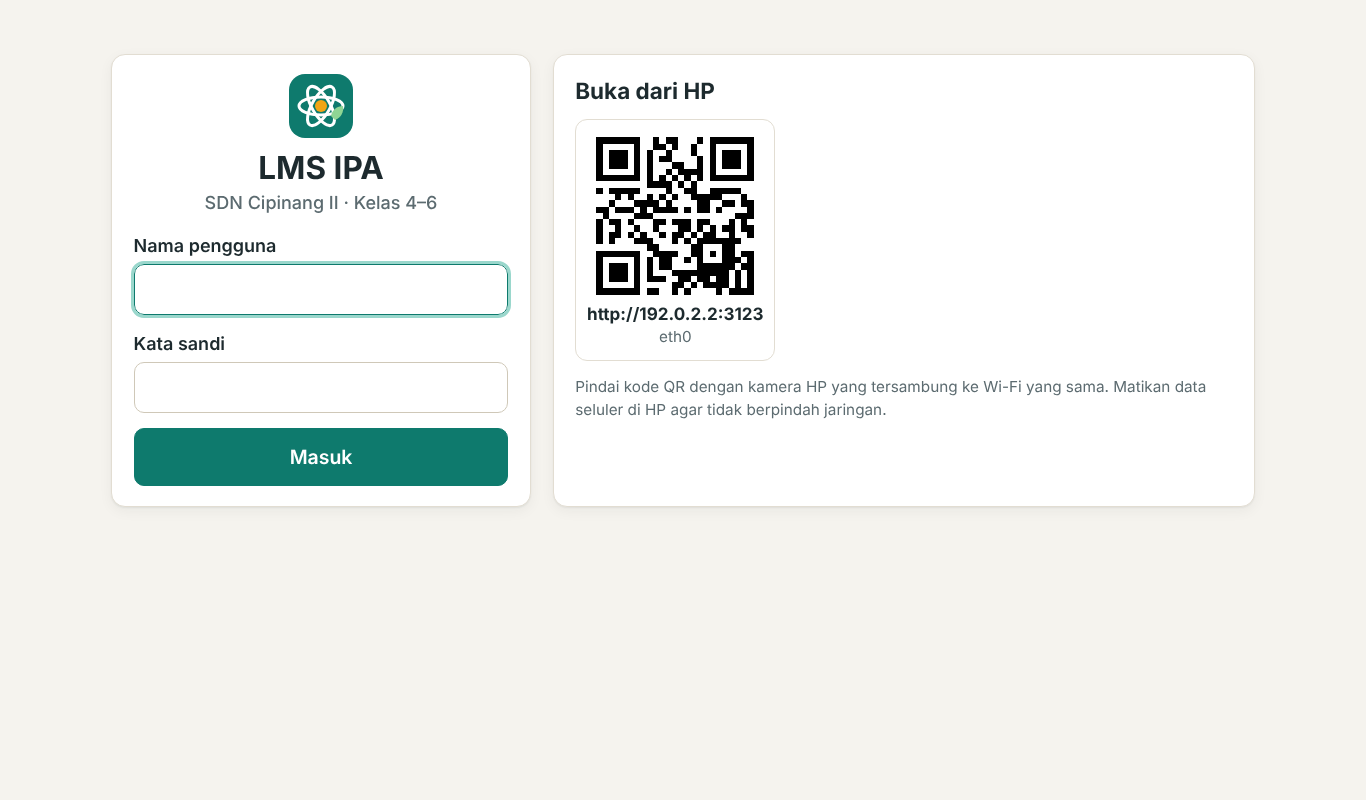 LMS IPA
SDN Cipinang II · Kelas 4–6
Nama pengguna
Kata sandi
Masuk
Buka dari HP
http://192.0.2.2:3123
eth0
Pindai kode QR dengan kamera HP yang tersambung ke Wi-Fi yang sama. Matikan data
seluler di HP agar tidak berpindah jaringan.